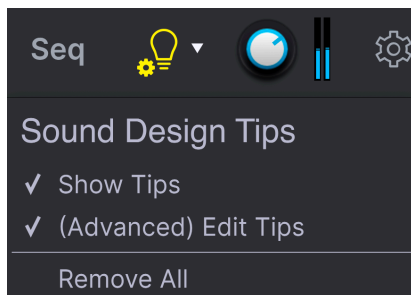 Seq
Sound Design Tips
✓ Show Tips
✓ (Advanced) Edit Tips
Remove All